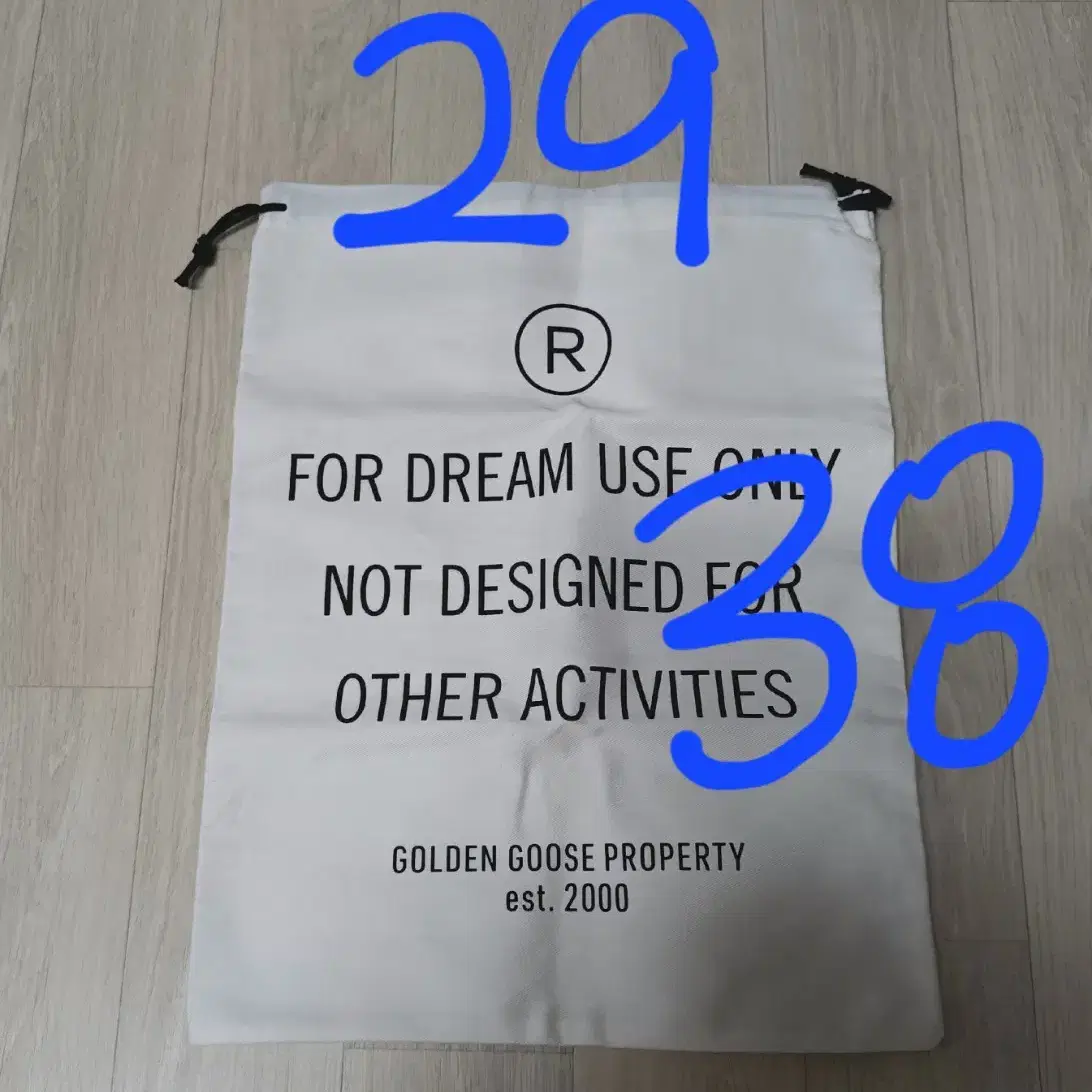 29
R
FOR DREAM USE ONLY
NOT DESIGNED FOR
38
OTHER ACTIVITIES
GOLDEN GOOSE PROPERTY
est. 2000